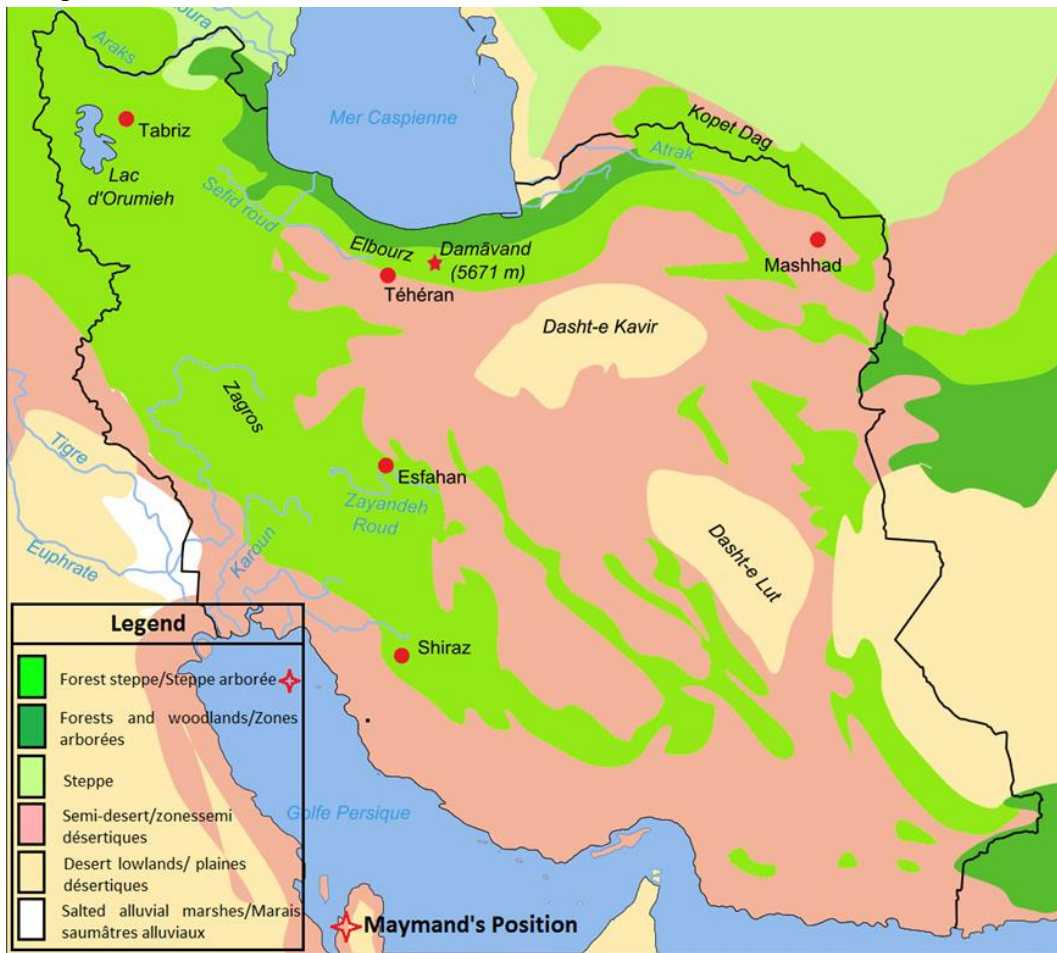 oura
Araks
Tabriz
Lac
d'Orumieh
Mer Caspienne
Kopet Dag
Atrak
Sefid roud
Elbourz
Damāvand
(5671 m)
Téhéran
Mashhad
Dasht-e Kavir
Zagros
Tigre
Esfahan
Zayandeh
Roud
Euphrate
Karoun
Dasht-e Lut
Shiraz
Golfe Persique
Legend
Forest steppe/Steppe arborée
Forests and woodlands/Zones
arborées
Steppe
Semi-desert/zonessemi
désertiques
Desert lowlands/ plaines
désertiques
Salted alluvial marshes/Marais
saumâtres alluviaux
Maymand's Position